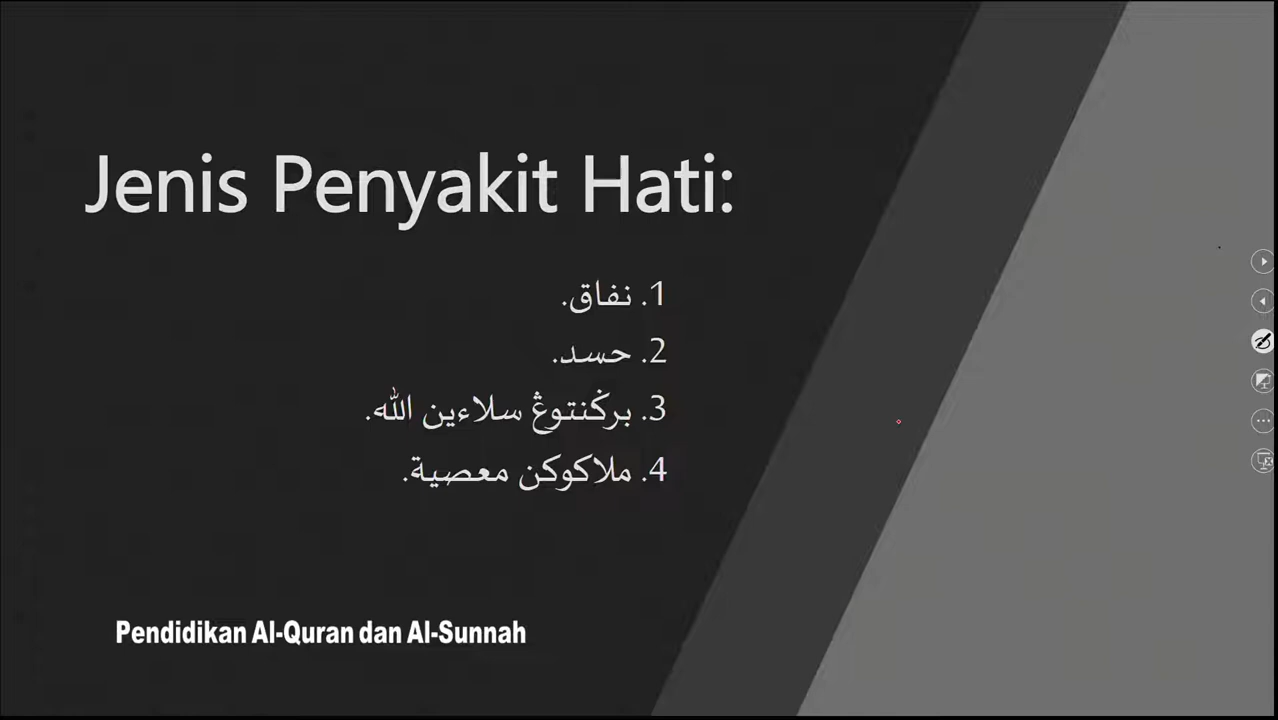 Jenis Penyakit Hati:
1. نفاق.
2. حسد.
3. برݢنتوڠ سلاءين الله.
4. ملاكوكن معصية.
Pendidikan Al-Quran dan Al-Sunnah